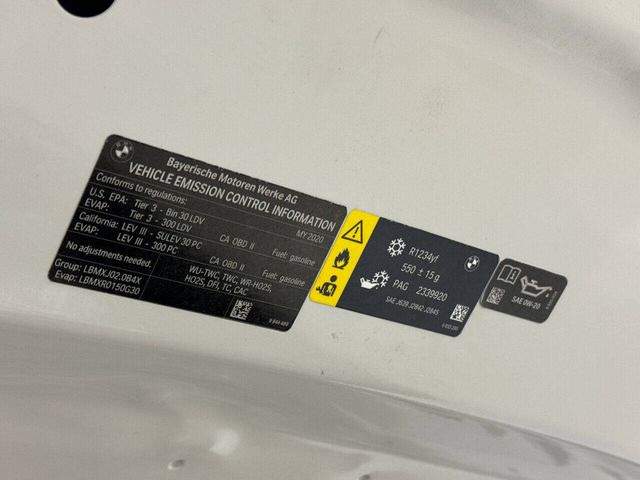 Bayerische Motoren Werke AG
VEHICLE EMISSION CONTROL INFORMATION
Conforms to regulations: MY 2020
U.S. EPA: Tier 3 - Bin 30 LDV Fuel: gasoline
EVAP: Tier 3 - 300 LDV CA OBD II
California: LEV III - SULEV 30 PC Fuel: gasoline
EVAP: LEV III - 300 PC CA OBD II
No adjustments needed.
Group: LBMXJ02.0B4X WU-TWC, TWC, WR-HO2S,
Evap: LBMXR0150G30 HO2S, DFI, TC, CAC
R1234yf
550 ± 15 g
PAG 2339920
SAE J639 J2842 J2845
SAE 0W-20